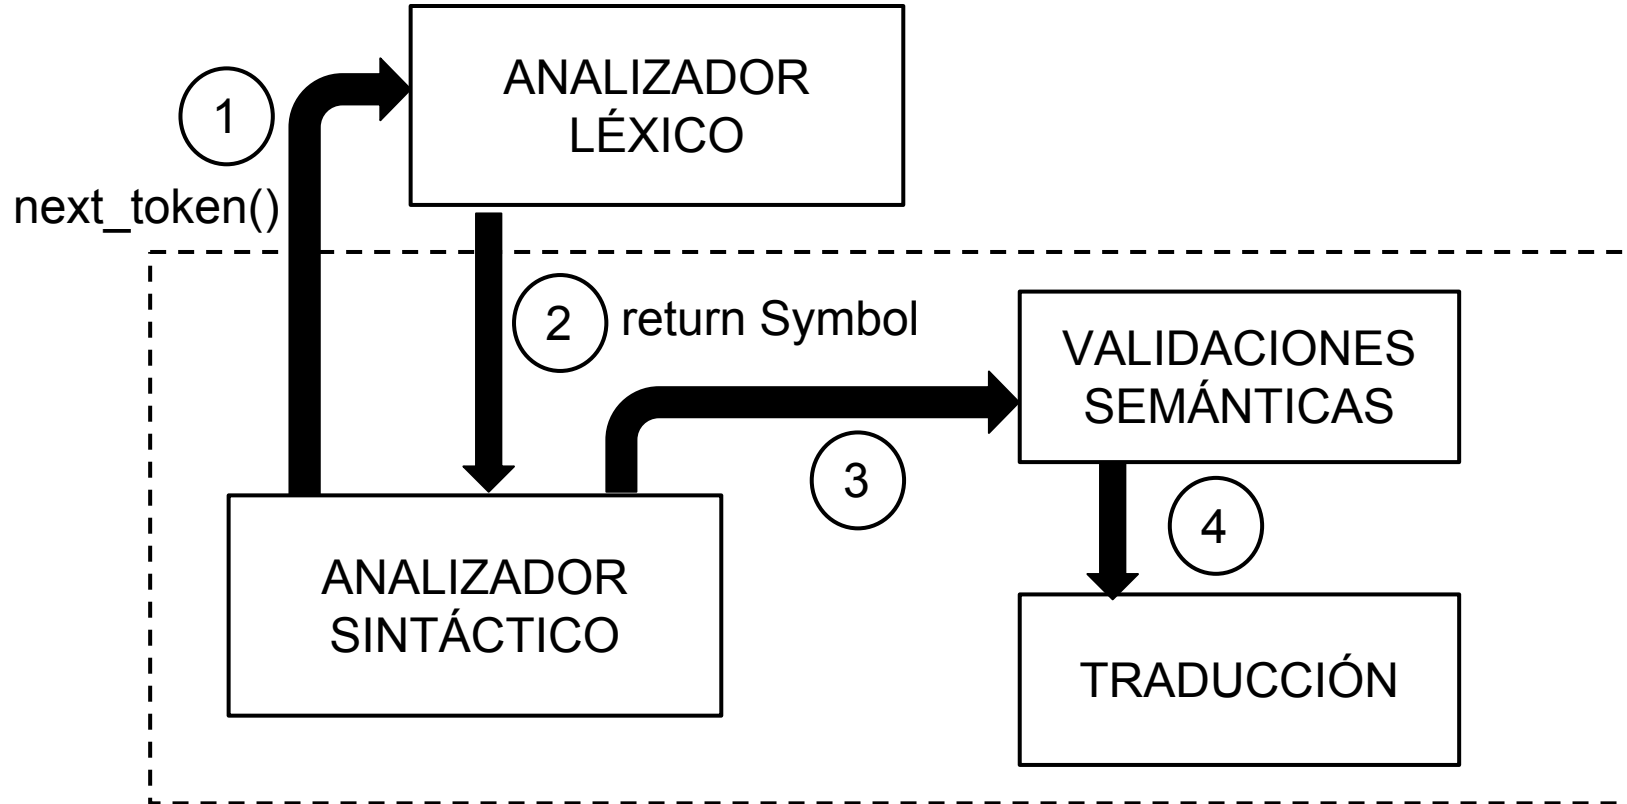 ANALIZADOR
LÉXICO
1
next_token()
2
return Symbol
VALIDACIONES
SEMÁNTICAS
3
4
ANALIZADOR
SINTÁCTICO
TRADUCCIÓN